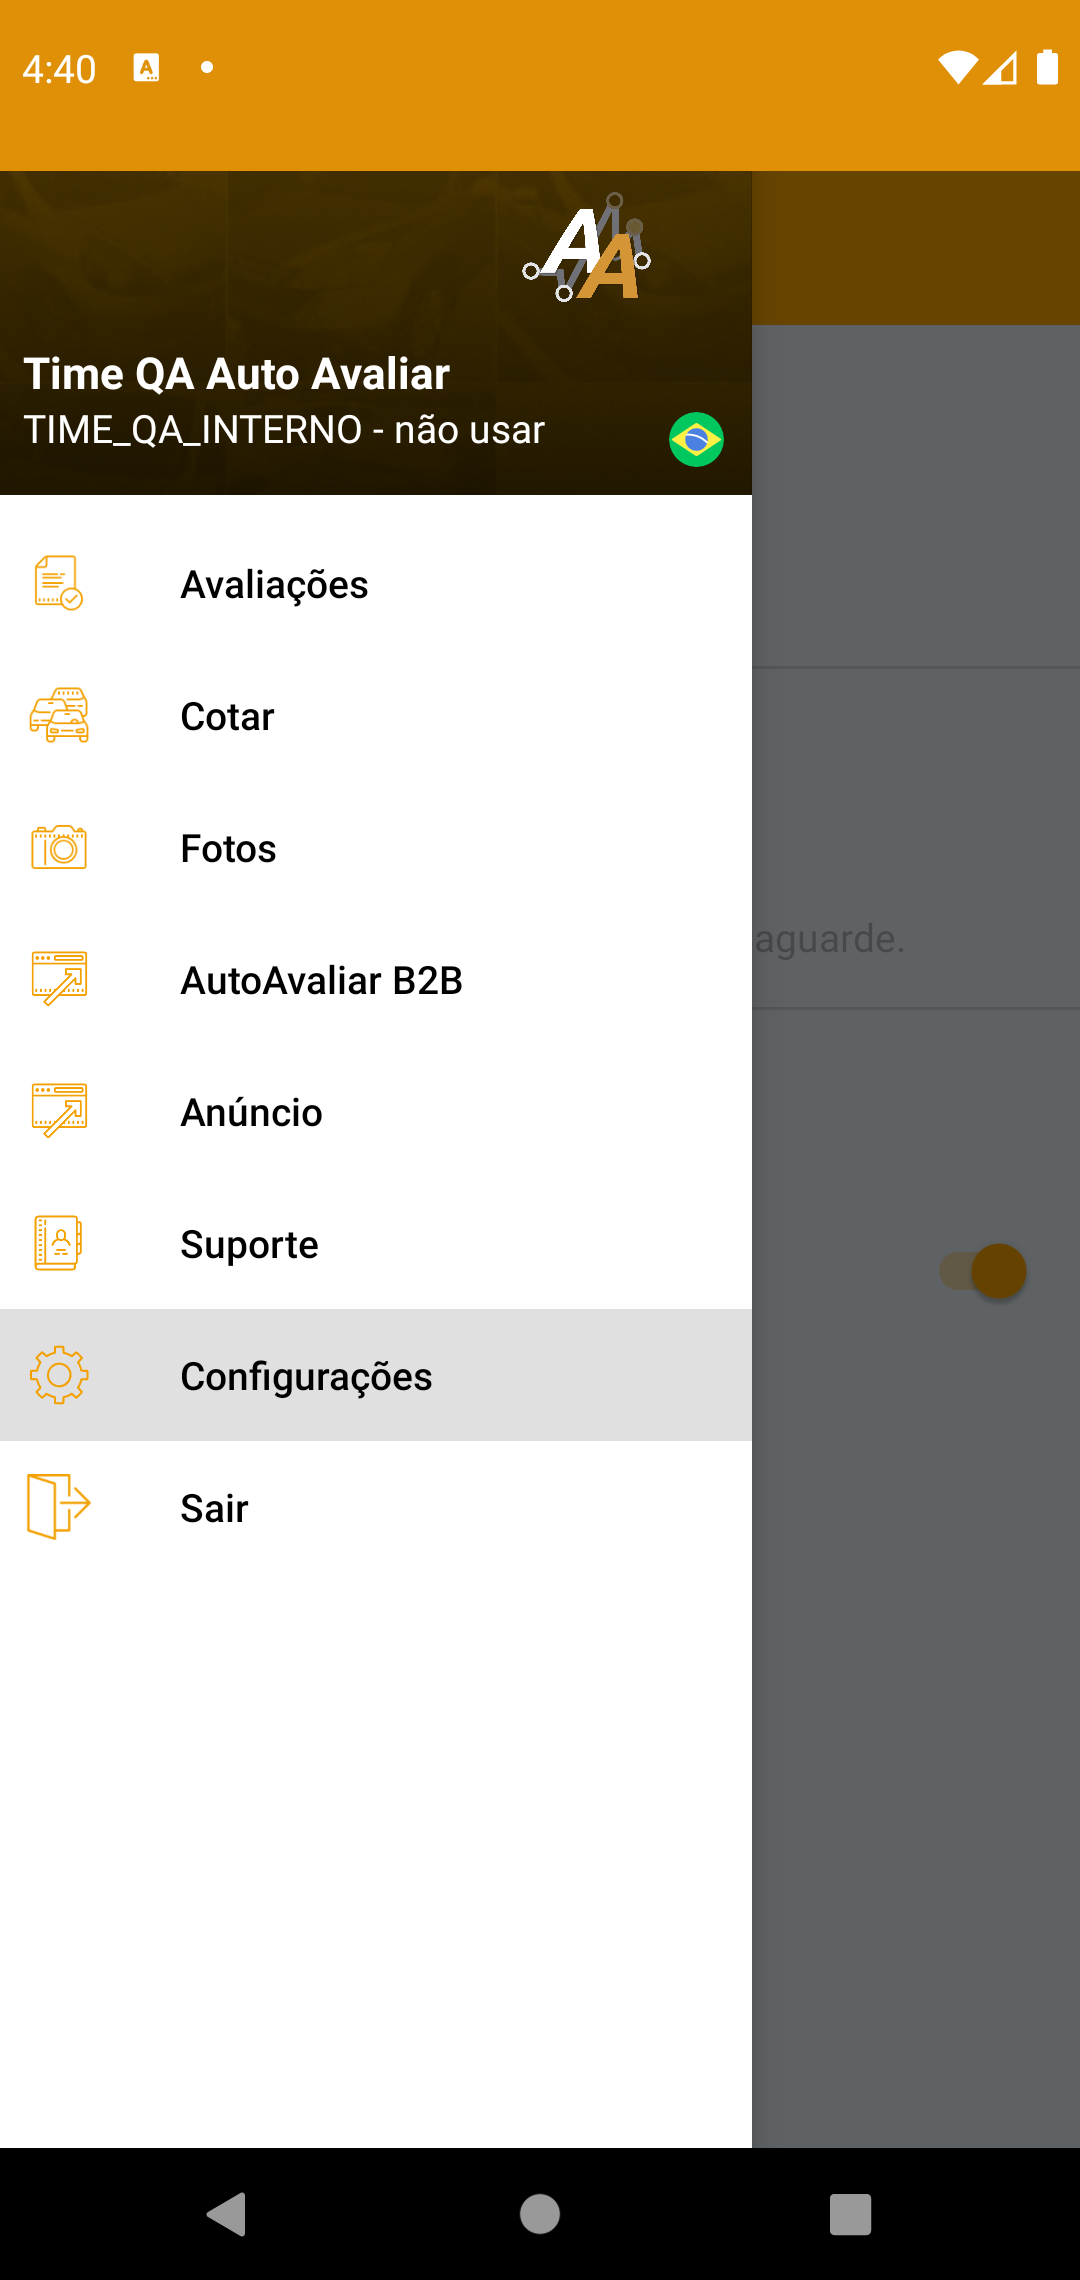 4:40
AA
Time QA Auto Avaliar
TIME_QA_INTERNO - não usar
Avaliações
Cotar
Fotos
aguarde.
AutoAvaliar B2B
Anúncio
Suporte
Configurações
Sair